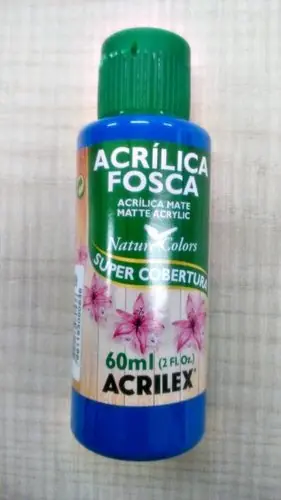 ACRÍLICA
FOSCA
ACRÍLICA MATE
MATTE ACRYLIC
Nature Colors
SUPER COBERTURA
60ml (2 Fl. Oz.)
ACRILEX®